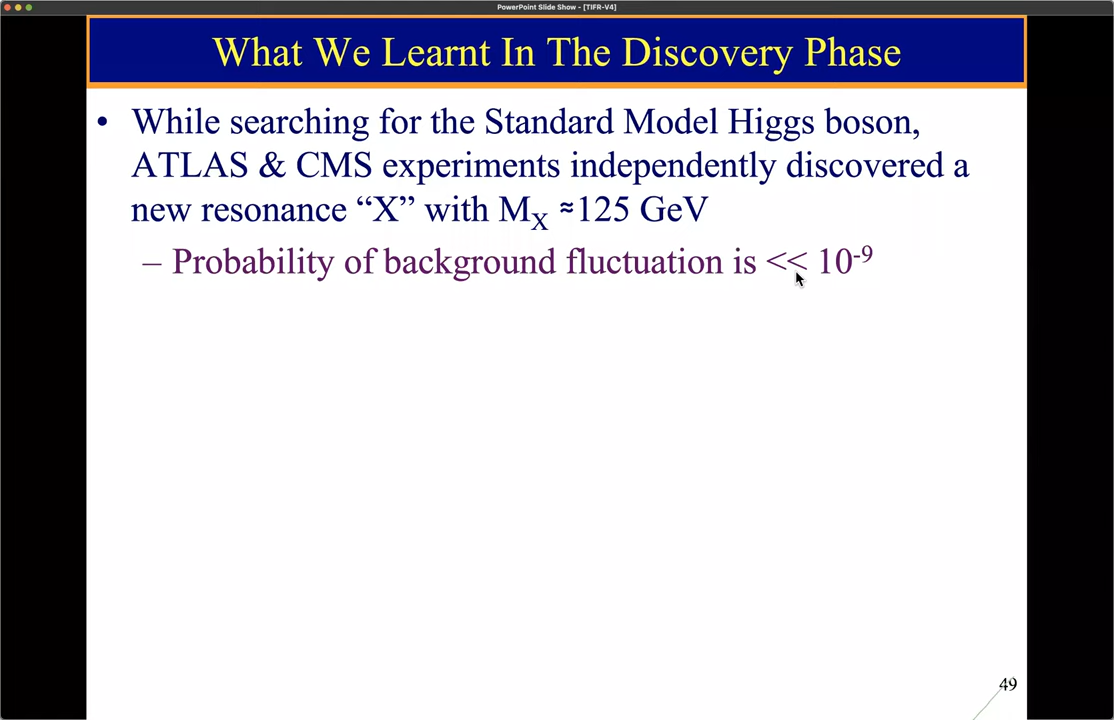 PowerPoint Slide Show - [TIFR-V4]
What We Learnt In The Discovery Phase
• While searching for the Standard Model Higgs boson,
ATLAS & CMS experiments independently discovered a
new resonance “X” with M_X ≈125 GeV
– Probability of background fluctuation is << 10⁻⁹
49